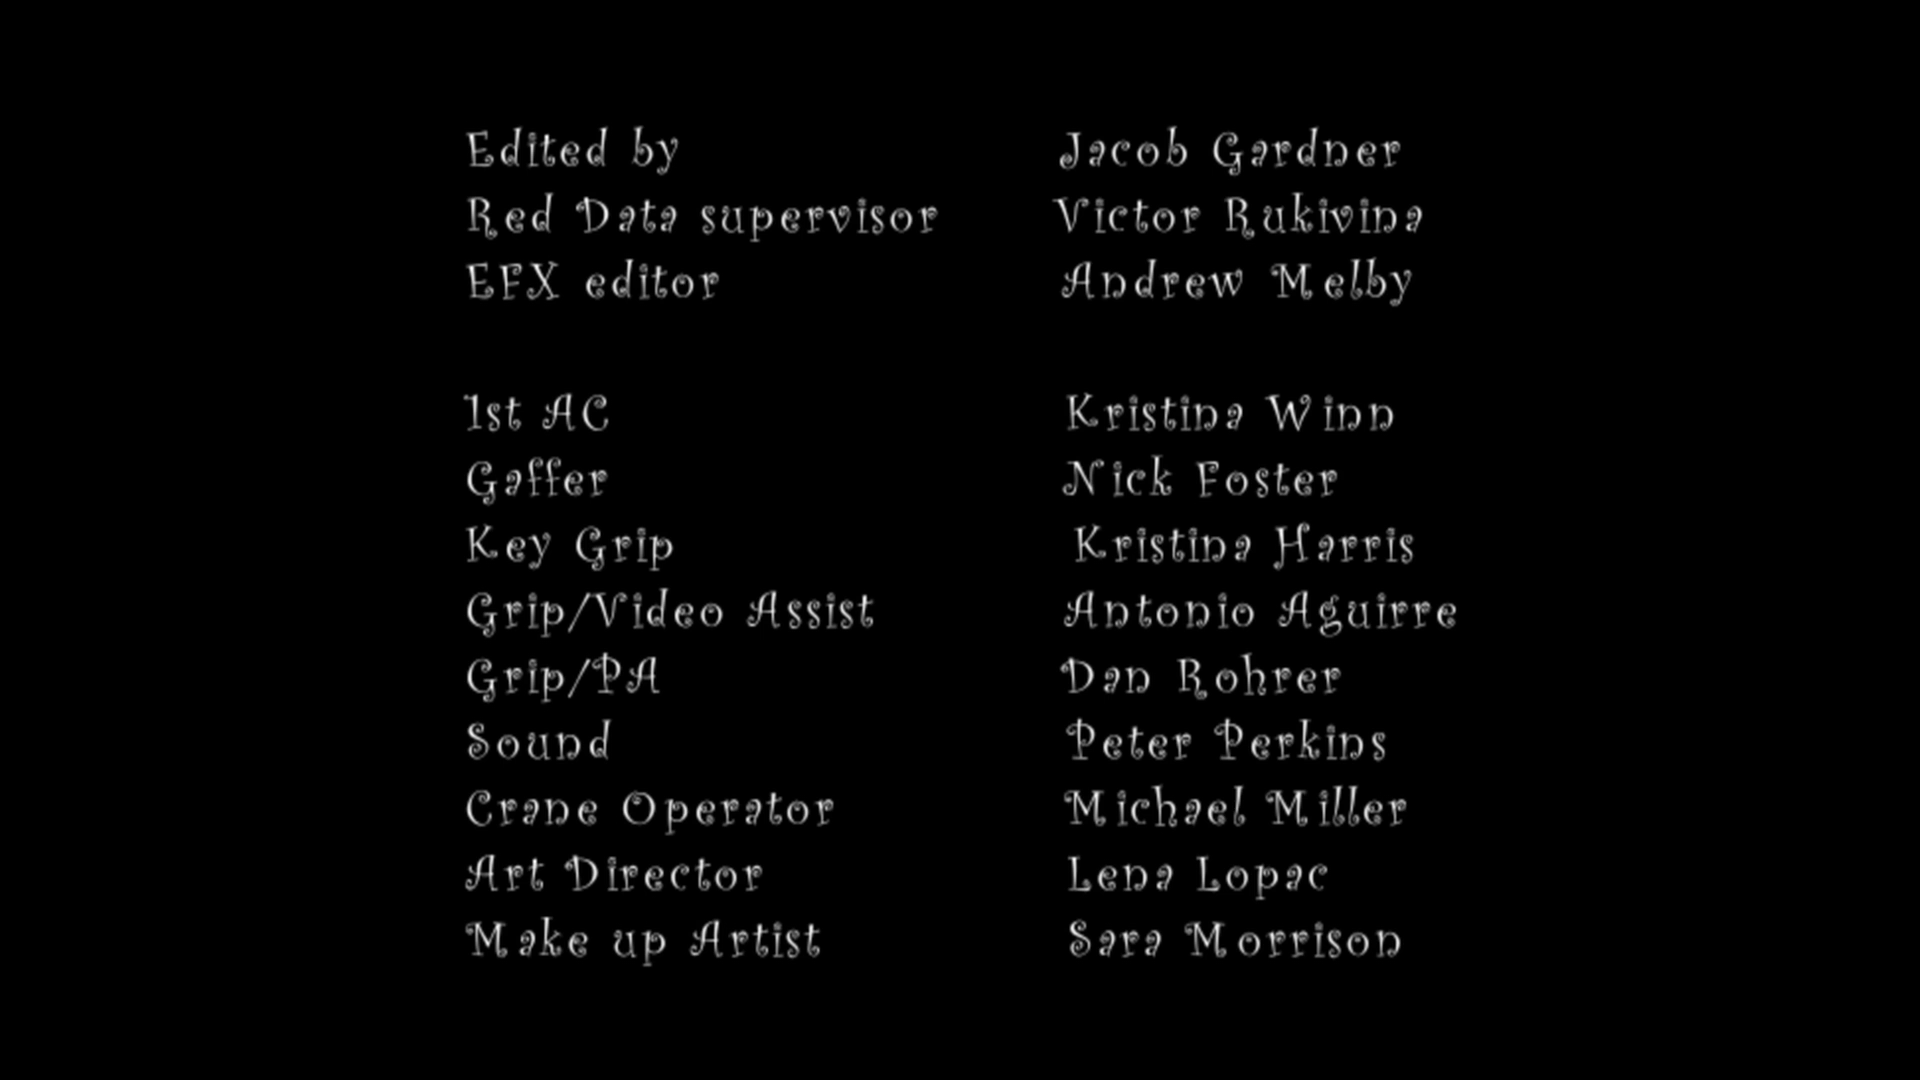 Edited by Jacob Gardner
Red Data supervisor Victor Rukivina
EFX editor Andrew Melby
1st AC Kristina Winn
Gaffer Nick Foster
Key Grip Kristina Harris
Grip/Video Assist Antonio Aguirre
Grip/PA Dan Rohrer
Sound Peter Perkins
Crane Operator Michael Miller
Art Director Lena Lopac
Make up Artist Sara Morrison